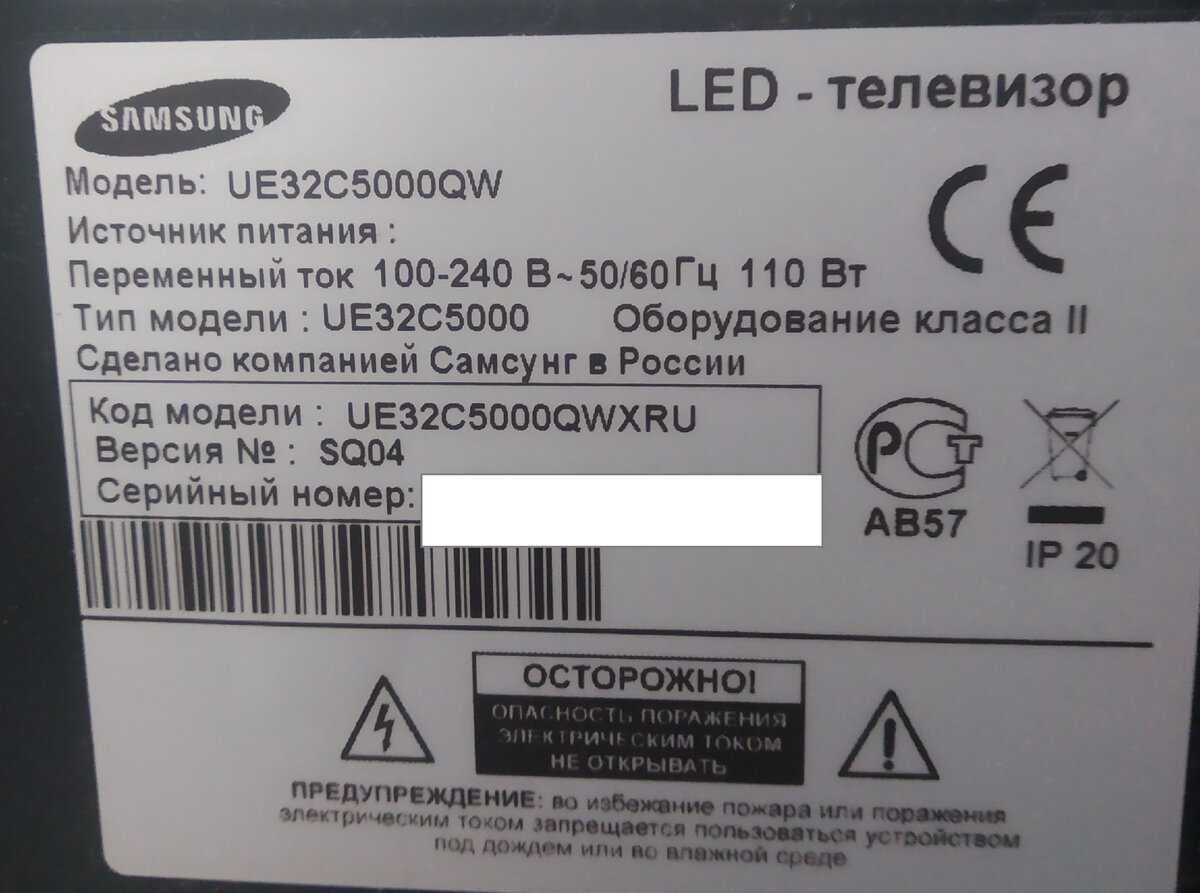 SAMSUNG
LED - телевизор
Модель: UE32C5000QW
Источник питания :
Переменный ток 100-240 В~50/60Гц 110 Вт
Тип модели : UE32C5000 Оборудование класса II
Сделано компанией Самсунг в России
CE
Код модели : UE32C5000QWXRU
Версия № : SQ04
Серийный номер:
РСТ
АВ57
IP 20
ОСТОРОЖНО!
ОПАСНОСТЬ ПОРАЖЕНИЯ
ЭЛЕКТРИЧЕСКИМ ТОКОМ
НЕ ОТКРЫВАТЬ
ПРЕДУПРЕЖДЕНИЕ: во избежание пожара или поражения
электрическим током запрещается пользоваться устройством
под дождем или во влажной среде